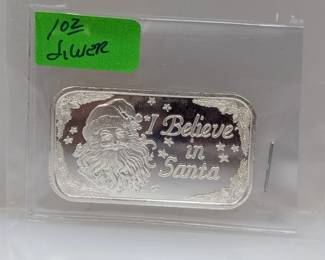 1oz
Silver
I Believe
in
Santa